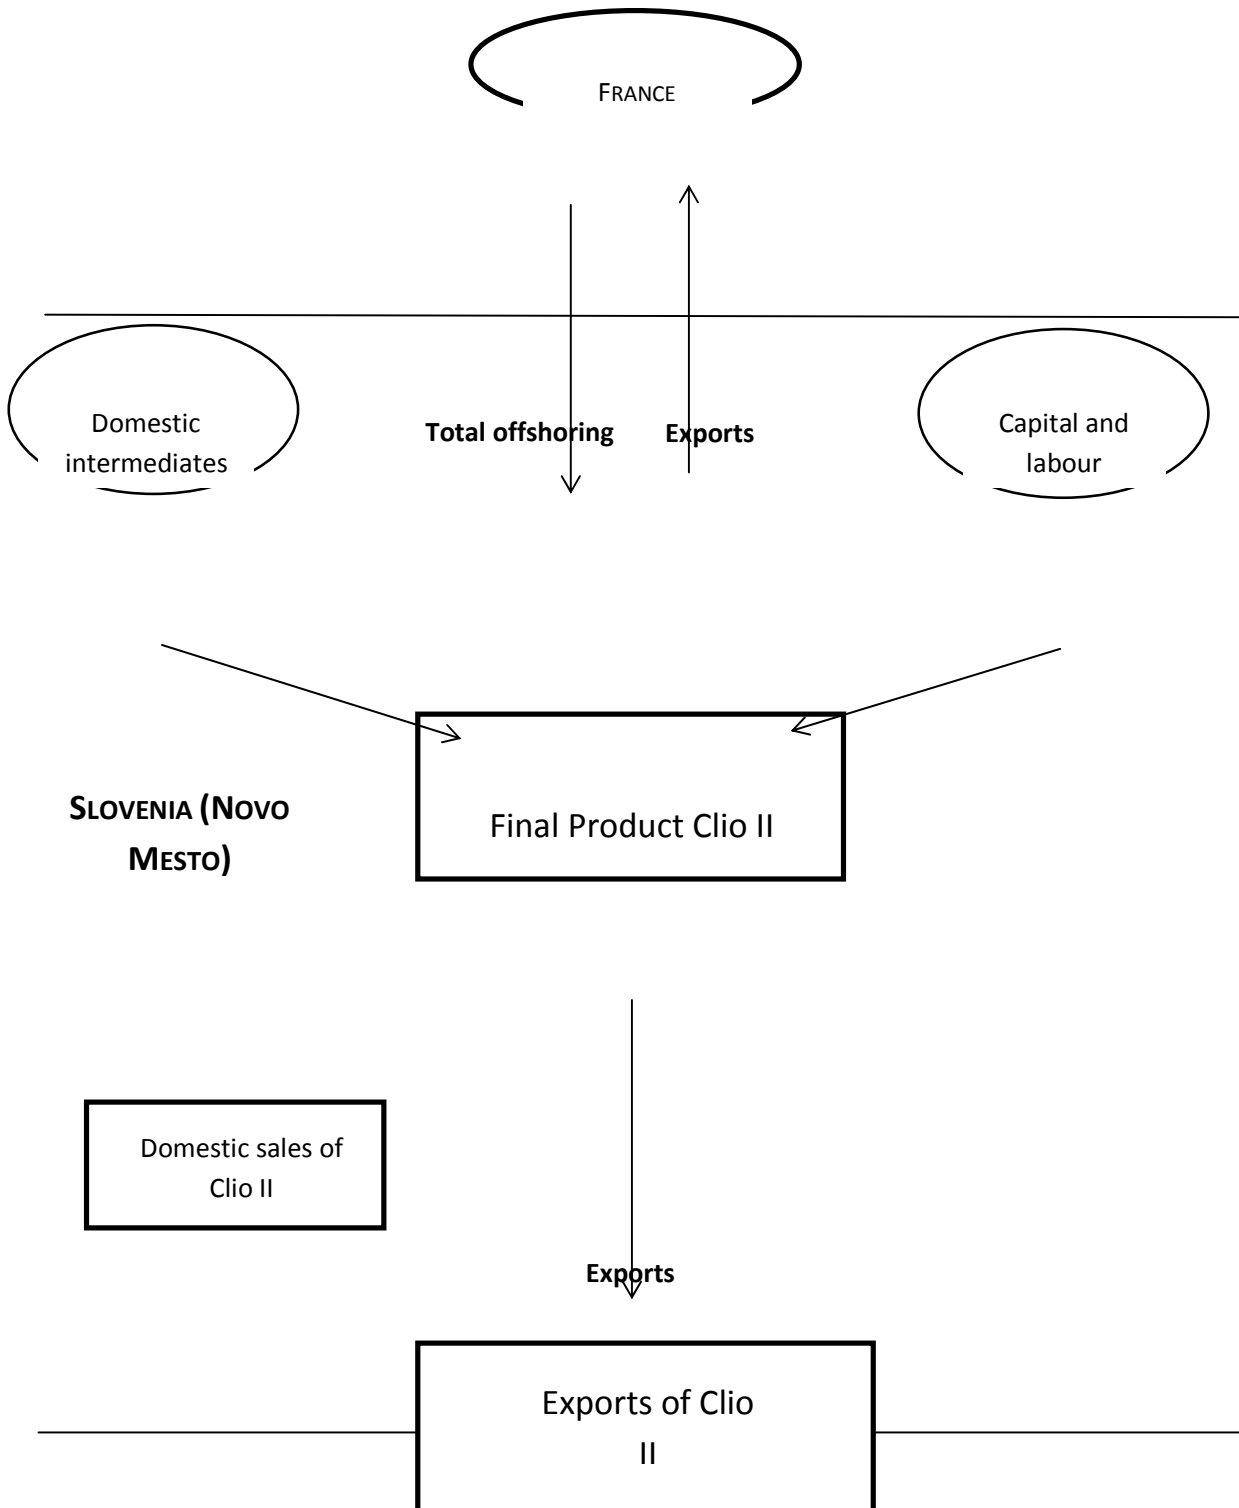 FRANCE
Domestic
intermediates
Total offshoring
Exports
Capital and
labour
SLOVENIA (NOVO
MESTO)
Final Product Clio II
Domestic sales of
Clio II
Exports
Exports of Clio
II